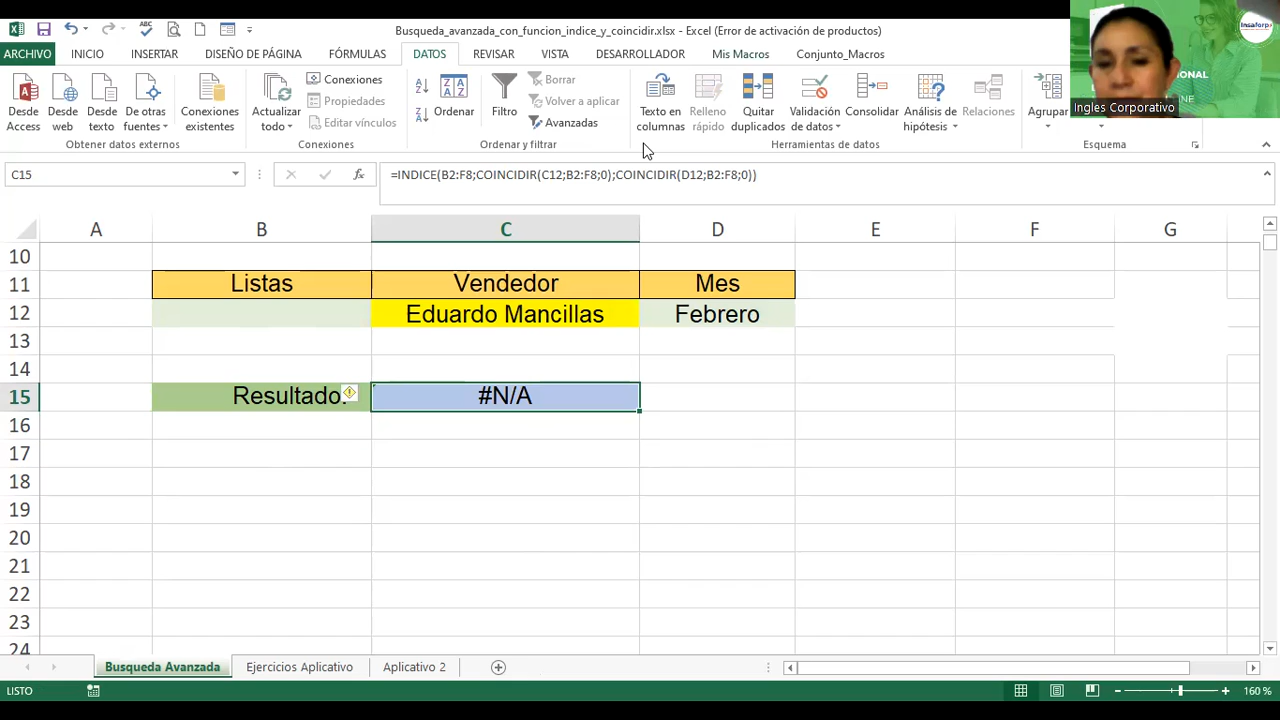 Busqueda_avanzada_con_funcion_indice_y_coincidir.xlsx - Excel (Error de activación de productos)
ARCHIVO INICIO INSERTAR DISEÑO DE PÁGINA FÓRMULAS DATOS REVISAR VISTA DESARROLLADOR Mis Macros Conjunto_Macros
Desde Access
Desde web
Desde texto
De otras fuentes
Conexiones existentes
Obtener datos externos
Actualizar todo
Conexiones
Propiedades
Editar vínculos
Conexiones
Ordenar
Filtro
Borrar
Volver a aplicar
Avanzadas
Ordenar y filtrar
Texto en columnas
Relleno rápido
Quitar duplicados
Validación de datos
Consolidar
Análisis de hipótesis
Relaciones
Herramientas de datos
Agrupar
Esquema
Insaforp
IONAL
NE
Ingles Corporativo
C15
fx
=INDICE(B2:F8;COINCIDIR(C12;B2:F8;0);COINCIDIR(D12;B2:F8;0))
A B C D E F G
10
11 Listas Vendedor Mes
12 Eduardo Mancillas Febrero
13
14
15 Resultado: #N/A
16
17
18
19
20
21
22
23
24
Busqueda Avanzada Ejercicios Aplicativo Aplicativo 2
LISTO
160 %